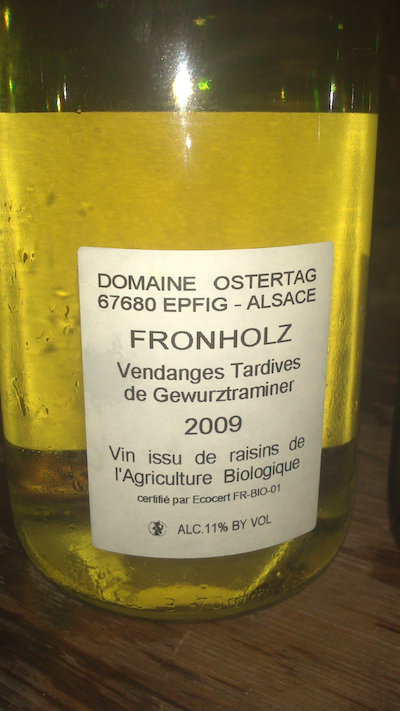 DOMAINE OSTERTAG
67680 EPFIG - ALSACE
FRONHOLZ
Vendanges Tardives
de Gewurztraminer
2009
Vin issu de raisins de
l'Agriculture Biologique
certifié par Ecocert FR-BIO-01
ALC.11% BY VOL